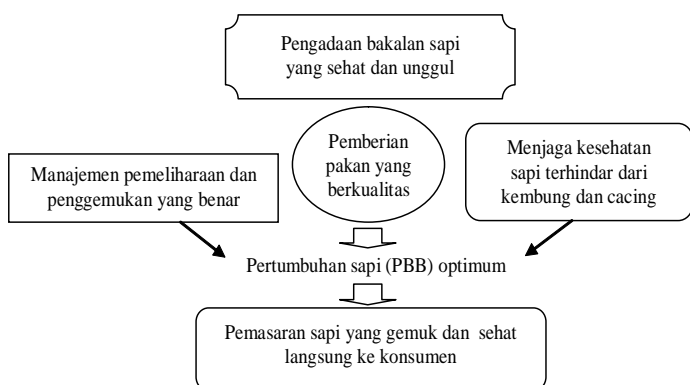 Pengadaan bakalan sapi
yang sehat dan unggul
Pemberian
pakan yang
berkualitas
Manajemen pemeliharaan dan
penggemukan yang benar
Menjaga kesehatan
sapi terhindar dari
kembung dan cacing
Pertumbuhan sapi (PBB) optimum
Pemasaran sapi yang gemuk dan sehat
langsung ke konsumen